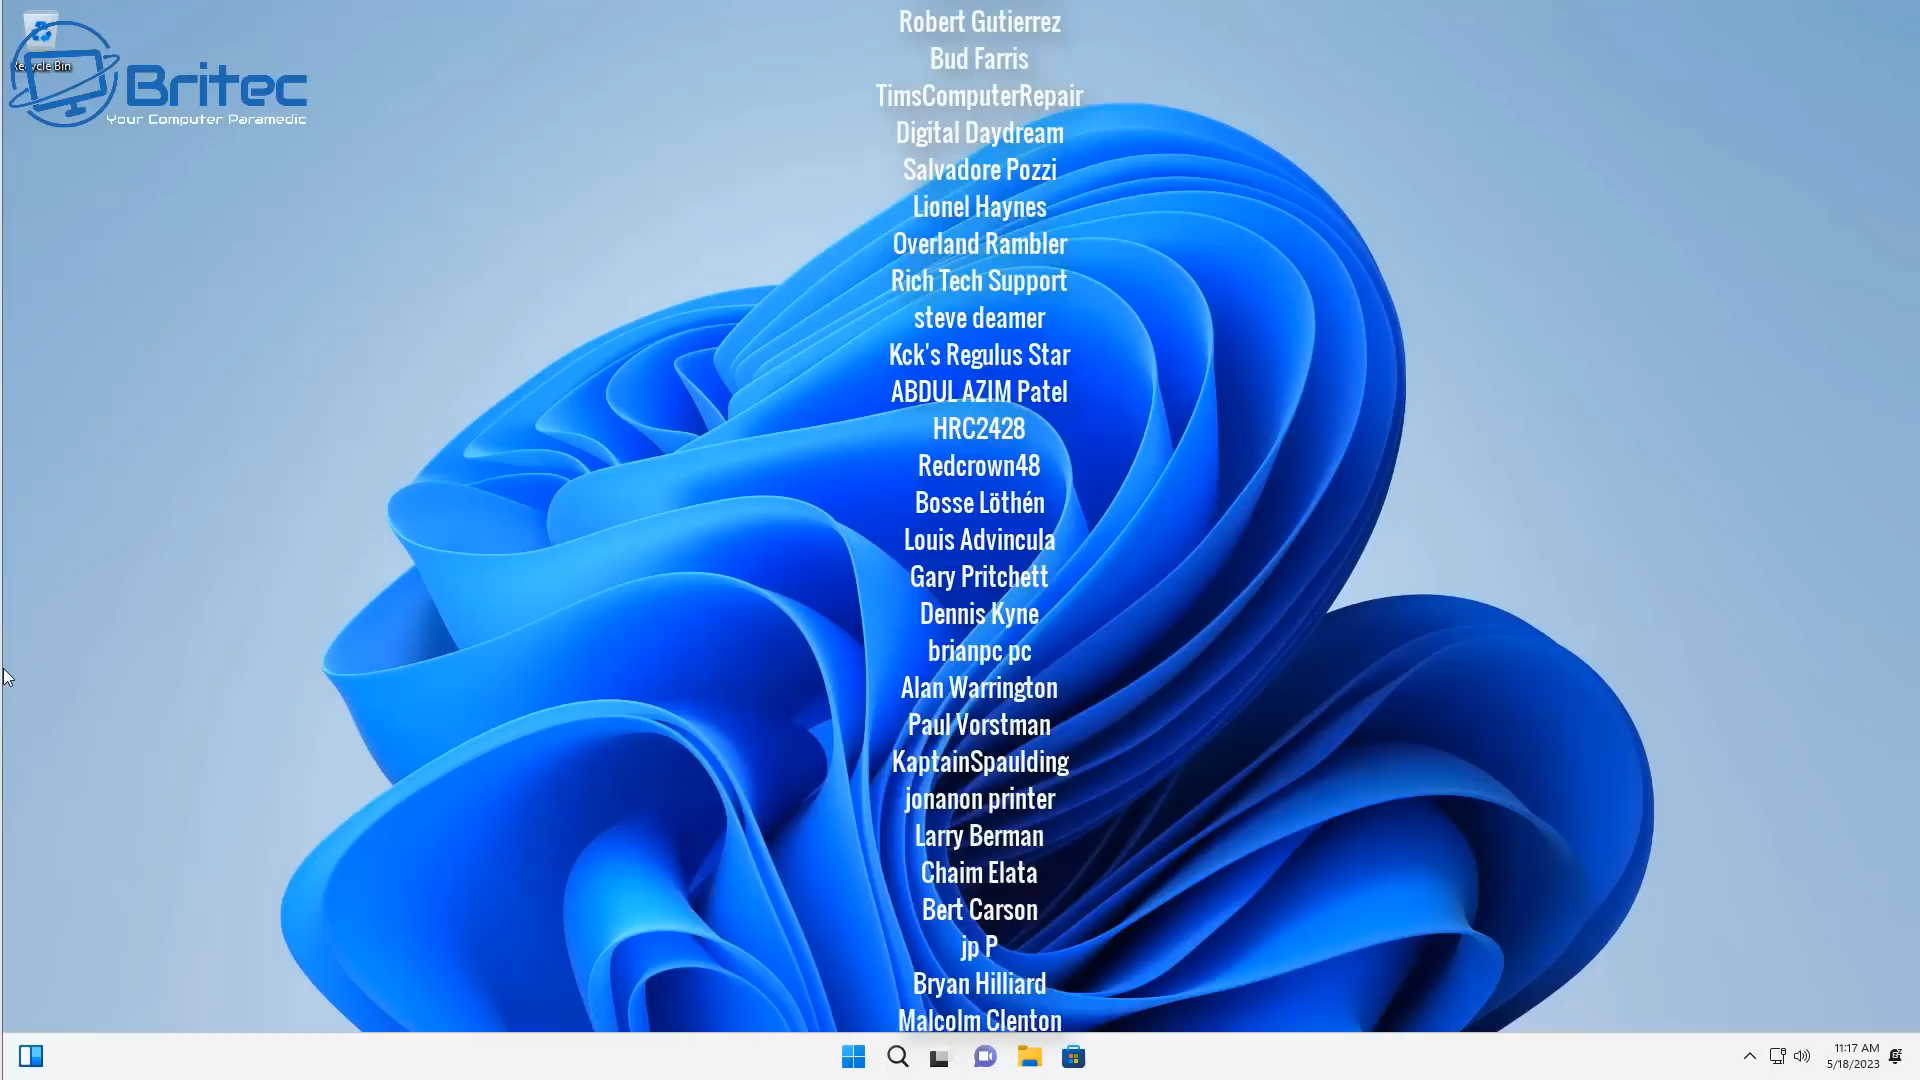 Recycle Bin
Britec
Your Computer Paramedic
Robert Gutierrez
Bud Farris
TimsComputerRepair
Digital Daydream
Salvadore Pozzi
Lionel Haynes
Overland Rambler
Rich Tech Support
steve deamer
Kck's Regulus Star
ABDUL AZIM Patel
HRC2428
Redcrown48
Bosse Löthén
Louis Advincula
Gary Pritchett
Dennis Kyne
brianpc pc
Alan Warrington
Paul Vorstman
KaptainSpaulding
jonanon printer
Larry Berman
Chaim Elata
Bert Carson
jp P
Bryan Hilliard
Malcolm Clenton
11:17 AM
5/18/2023